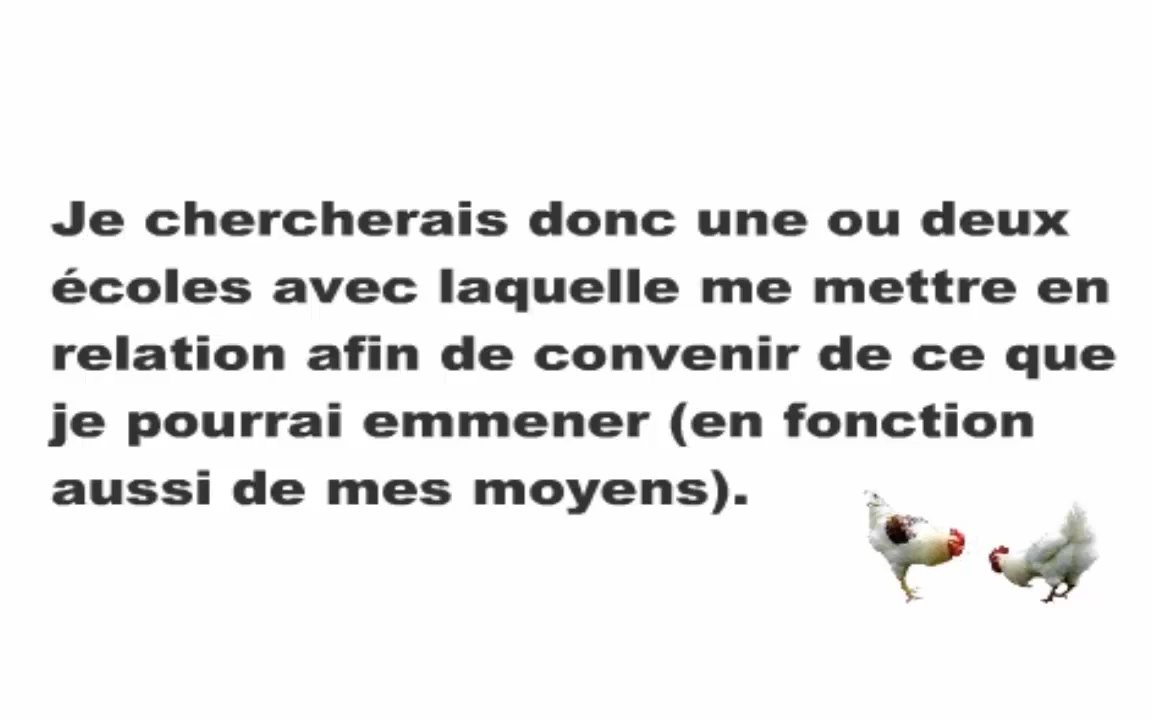 Je chercherais donc une ou deux
écoles avec laquelle me mettre en
relation afin de convenir de ce que
je pourrai emmener (en fonction
aussi de mes moyens).